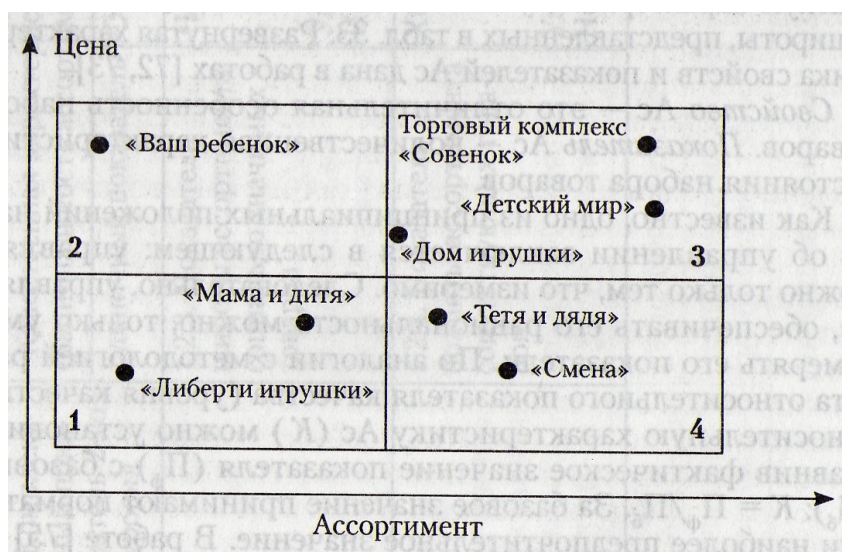 Цена
«Ваш ребенок»
Торговый комплекс
«Совенок»
«Детский мир»
«Дом игрушки»
2
3
«Мама и дитя»
«Тетя и дядя»
«Смена»
«Либерти игрушки»
1
4
Ассортимент